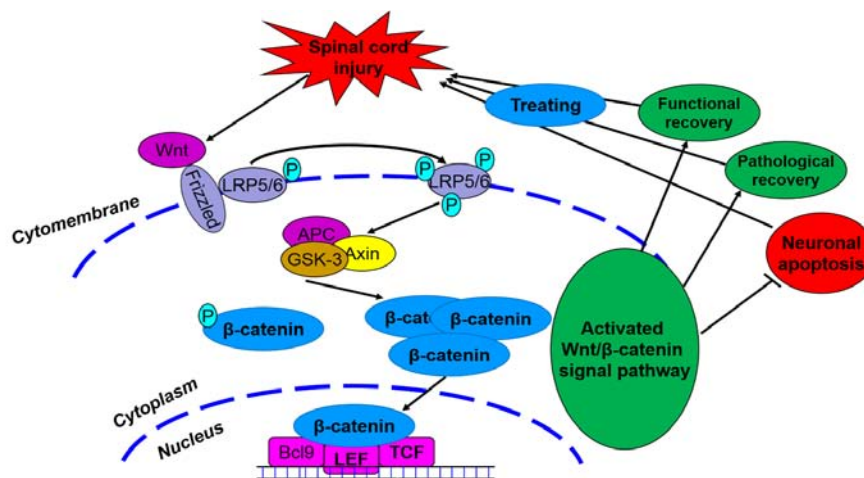 Spinal cord
injury
Treating
Functional
recovery
Wnt
Frizzled
LRP5/6
P
P
P
LRP5/6
P
Pathological
recovery
Cytomembrane
APC
GSK-3
Axin
Neuronal
apoptosis
P
β-catenin
β-cat
β-catenin
β-catenin
Activated
Wnt/β-catenin
signal pathway
Cytoplasm
Nucleus
β-catenin
Bcl9
LEF
TCF